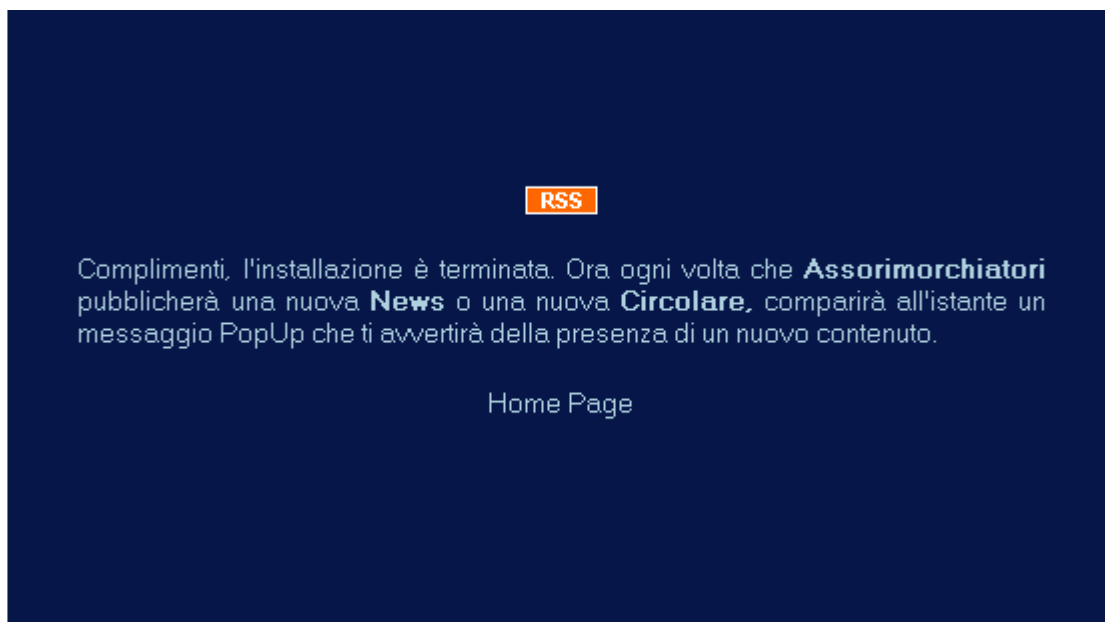 RSS
Complimenti, l'installazione è terminata. Ora ogni volta che Assorimorchiatori
pubblicherà una nuova News o una nuova Circolare, comparirà all'istante un
messaggio PopUp che ti avvertirà della presenza di un nuovo contenuto.
Home Page